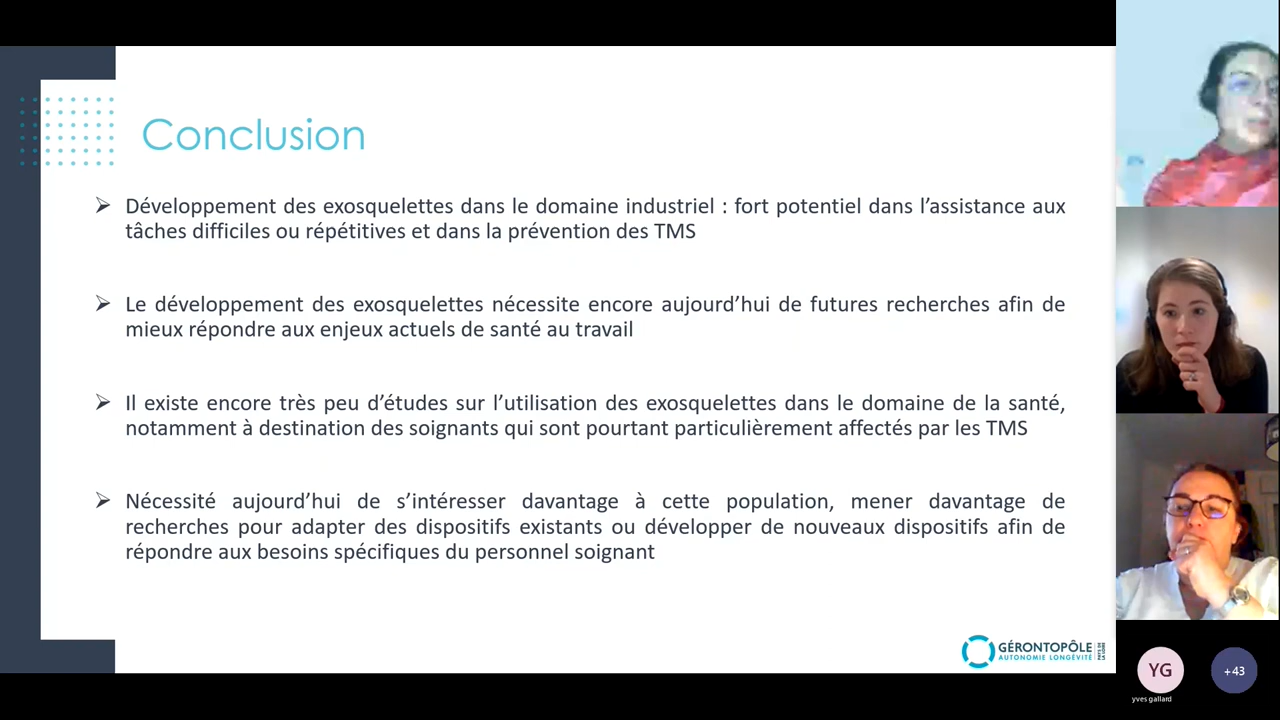 Conclusion
➢ Développement des exosquelettes dans le domaine industriel : fort potentiel dans l’assistance aux
tâches difficiles ou répétitives et dans la prévention des TMS
➢ Le développement des exosquelettes nécessite encore aujourd’hui de futures recherches afin de
mieux répondre aux enjeux actuels de santé au travail
➢ Il existe encore très peu d’études sur l’utilisation des exosquelettes dans le domaine de la santé,
notamment à destination des soignants qui sont pourtant particulièrement affectés par les TMS
➢ Nécessité aujourd’hui de s’intéresser davantage à cette population, mener davantage de
recherches pour adapter des dispositifs existants ou développer de nouveaux dispositifs afin de
répondre aux besoins spécifiques du personnel soignant
GÉRONTOPÔLE
AUTONOMIE LONGÉVITÉ
PAYS DE
LA LOIRE
YG
+43
yves gallard